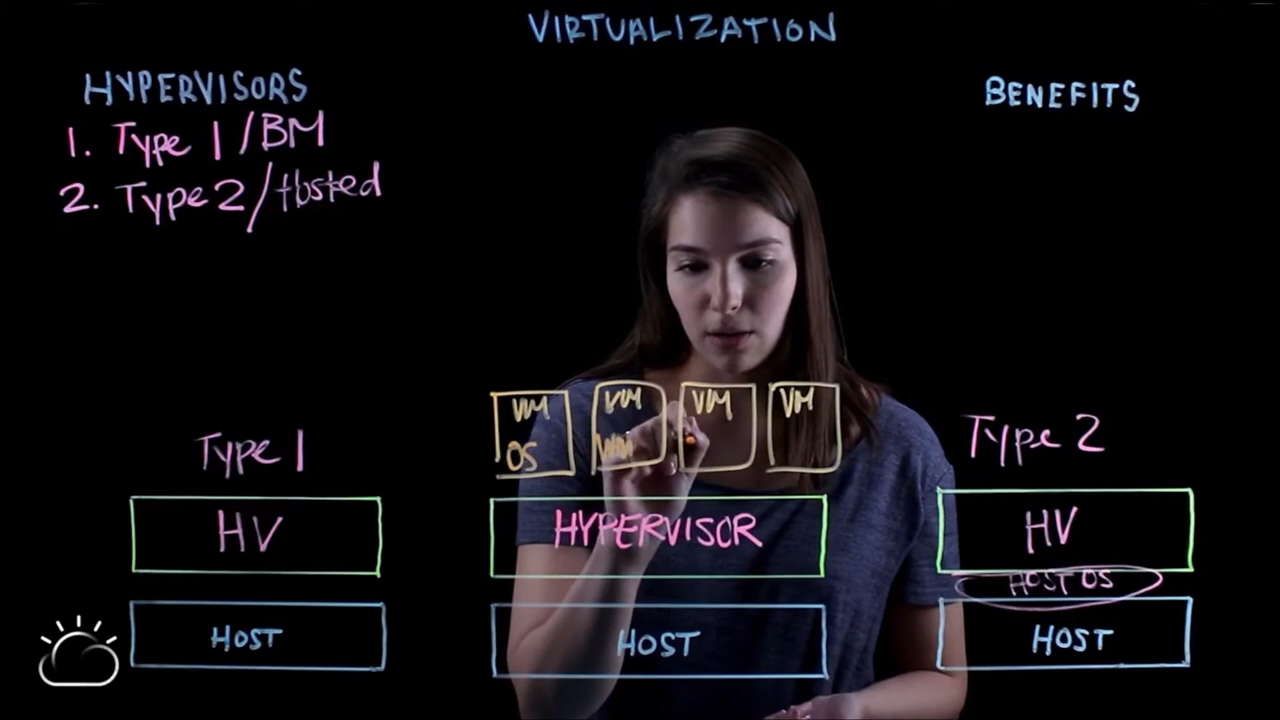 VIRTUALIZATION
HYPERVISORS
1. Type 1/BM
2. Type 2/Hosted
BENEFITS
Type 1
HV
HOST
VM VM VM VM
OS
HYPERVISOR
HOST
Type 2
HV
HOST OS
HOST